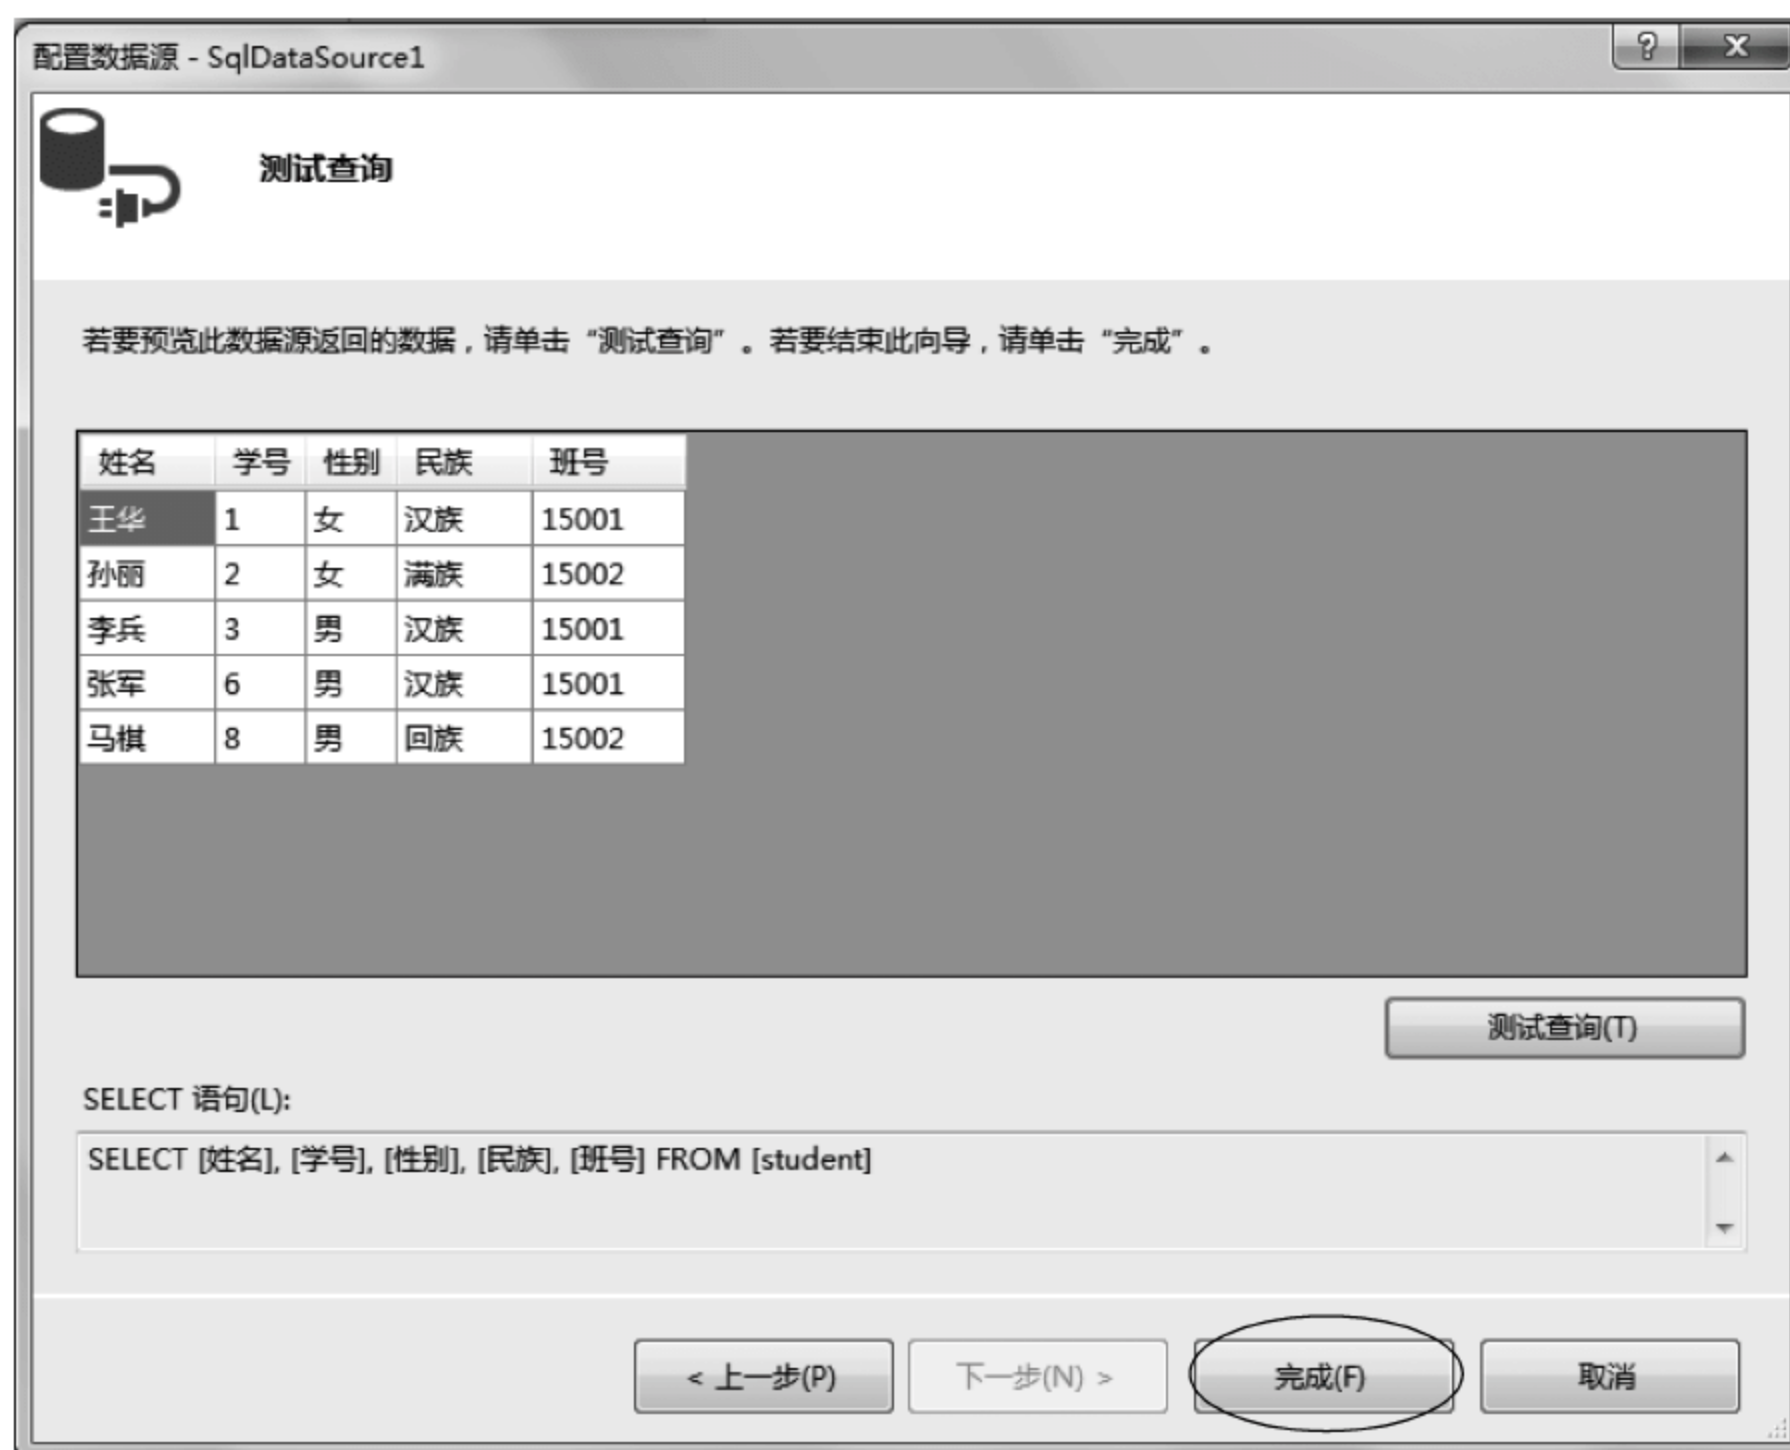 配置数据源 - SqlDataSource1
测试查询
若要预览此数据源返回的数据，请单击“测试查询”。若要结束此向导，请单击“完成”。
姓名 学号 性别 民族 班号
王华 1 女 汉族 15001
孙丽 2 女 满族 15002
李兵 3 男 汉族 15001
张军 6 男 汉族 15001
马棋 8 男 回族 15002
测试查询(T)
SELECT 语句(L):
SELECT [姓名], [学号], [性别], [民族], [班号] FROM [student]
< 上一步(P) 下一步(N) > 完成(F) 取消